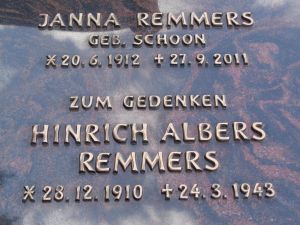 JANNA REMMERS
GEB. SCHOON
* 20. 6. 1912 † 27. 9. 2011
ZUM GEDENKEN
HINRICH ALBERS
REMMERS
* 28. 12. 1910 † 24. 3. 1943